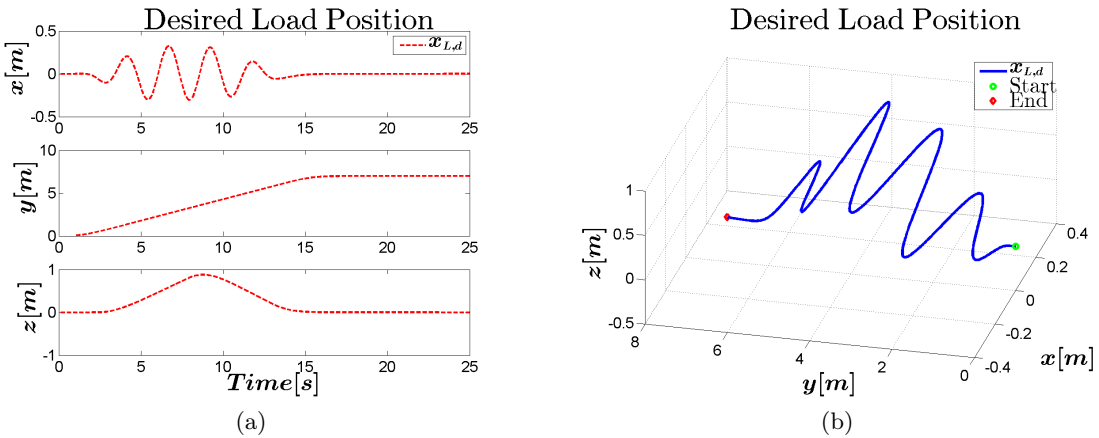 Desired Load Position
x[m]
0.5
0
-0.5
x_{L,d}
0 5 10 15 20 25
y[m]
10
5
0
0 5 10 15 20 25
z[m]
1
0
-1
0 5 10 15 20 25
Time[s]
(a)
Desired Load Position
x_{L,d}
Start
End
z[m]
1
0.5
0
-0.5
8 6 4 2 0
y[m]
0.4
0.2
0
-0.2
-0.4
x[m]
(b)